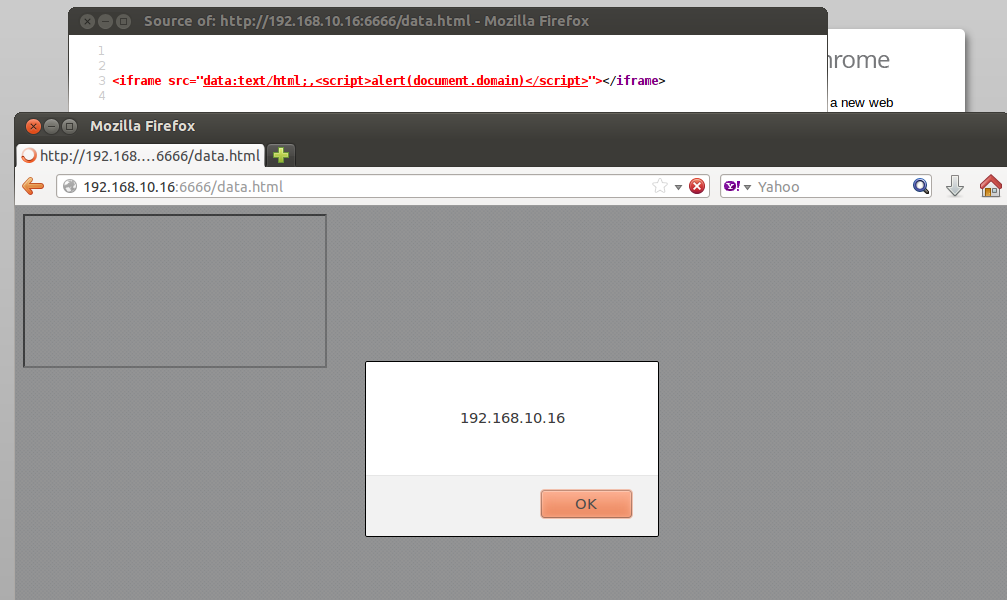 Source of: http://192.168.10.16:6666/data.html - Mozilla Firefox
1
2
3 <iframe src="data:text/html;,<script>alert(document.domain)</script>"></iframe>
4
hrome
a new web
Mozilla Firefox
http://192.168....6666/data.html
192.168.10.16:6666/data.html
Y! Yahoo
192.168.10.16
OK